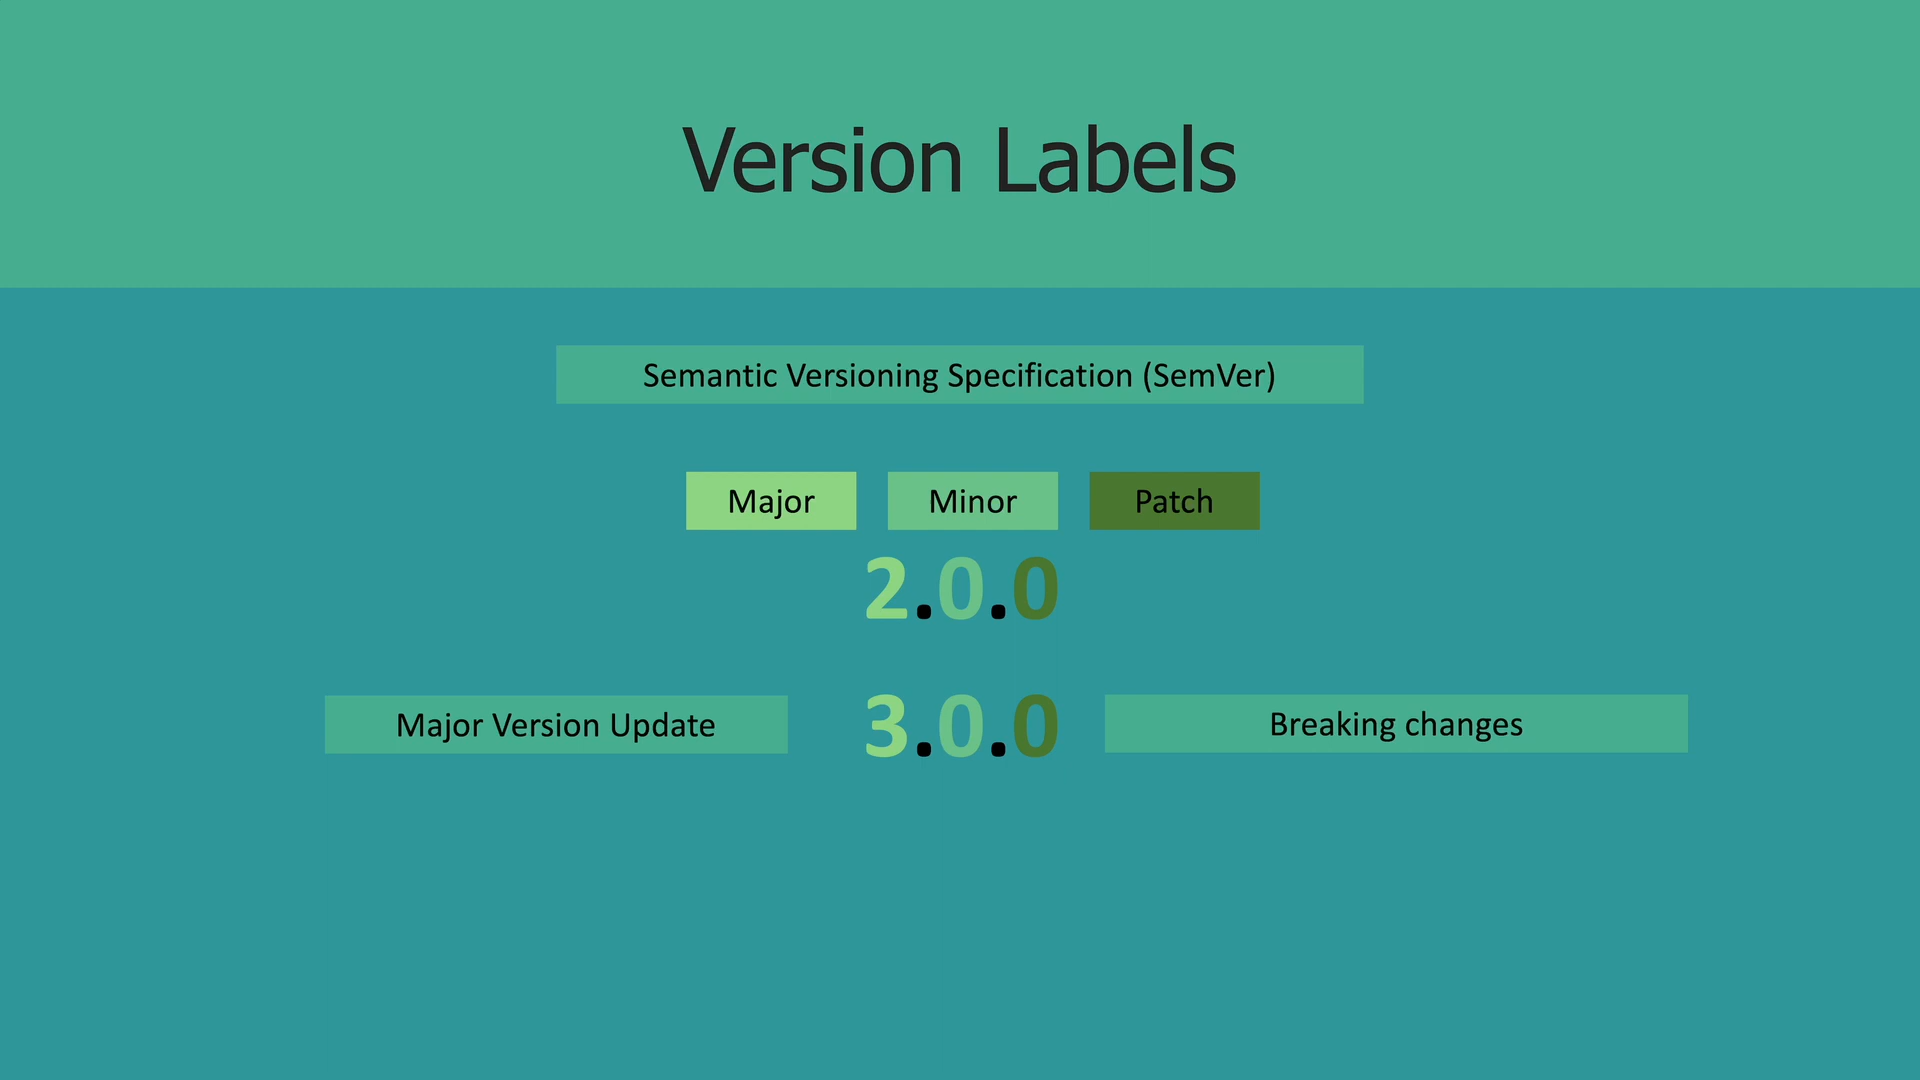 Version Labels
Semantic Versioning Specification (SemVer)
Major Minor Patch
2.0.0
Major Version Update 3.0.0 Breaking changes